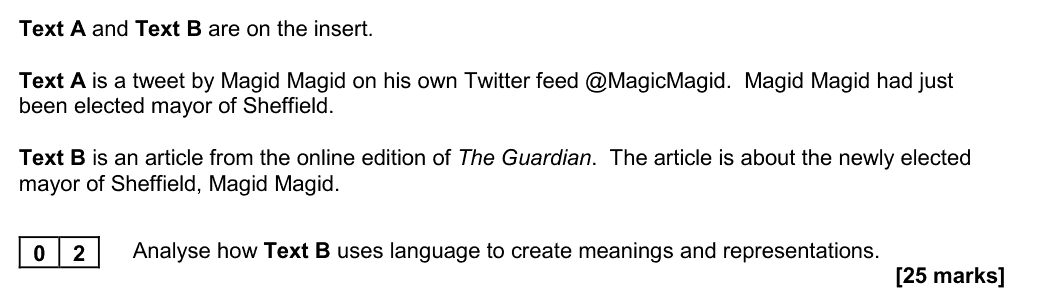 Text A and Text B are on the insert.
Text A is a tweet by Magid Magid on his own Twitter feed @MagicMagid.  Magid Magid had just
been elected mayor of Sheffield.
Text B is an article from the online edition of The Guardian.  The article is about the newly elected
mayor of Sheffield, Magid Magid.
0 2 Analyse how Text B uses language to create meanings and representations.
[25 marks]